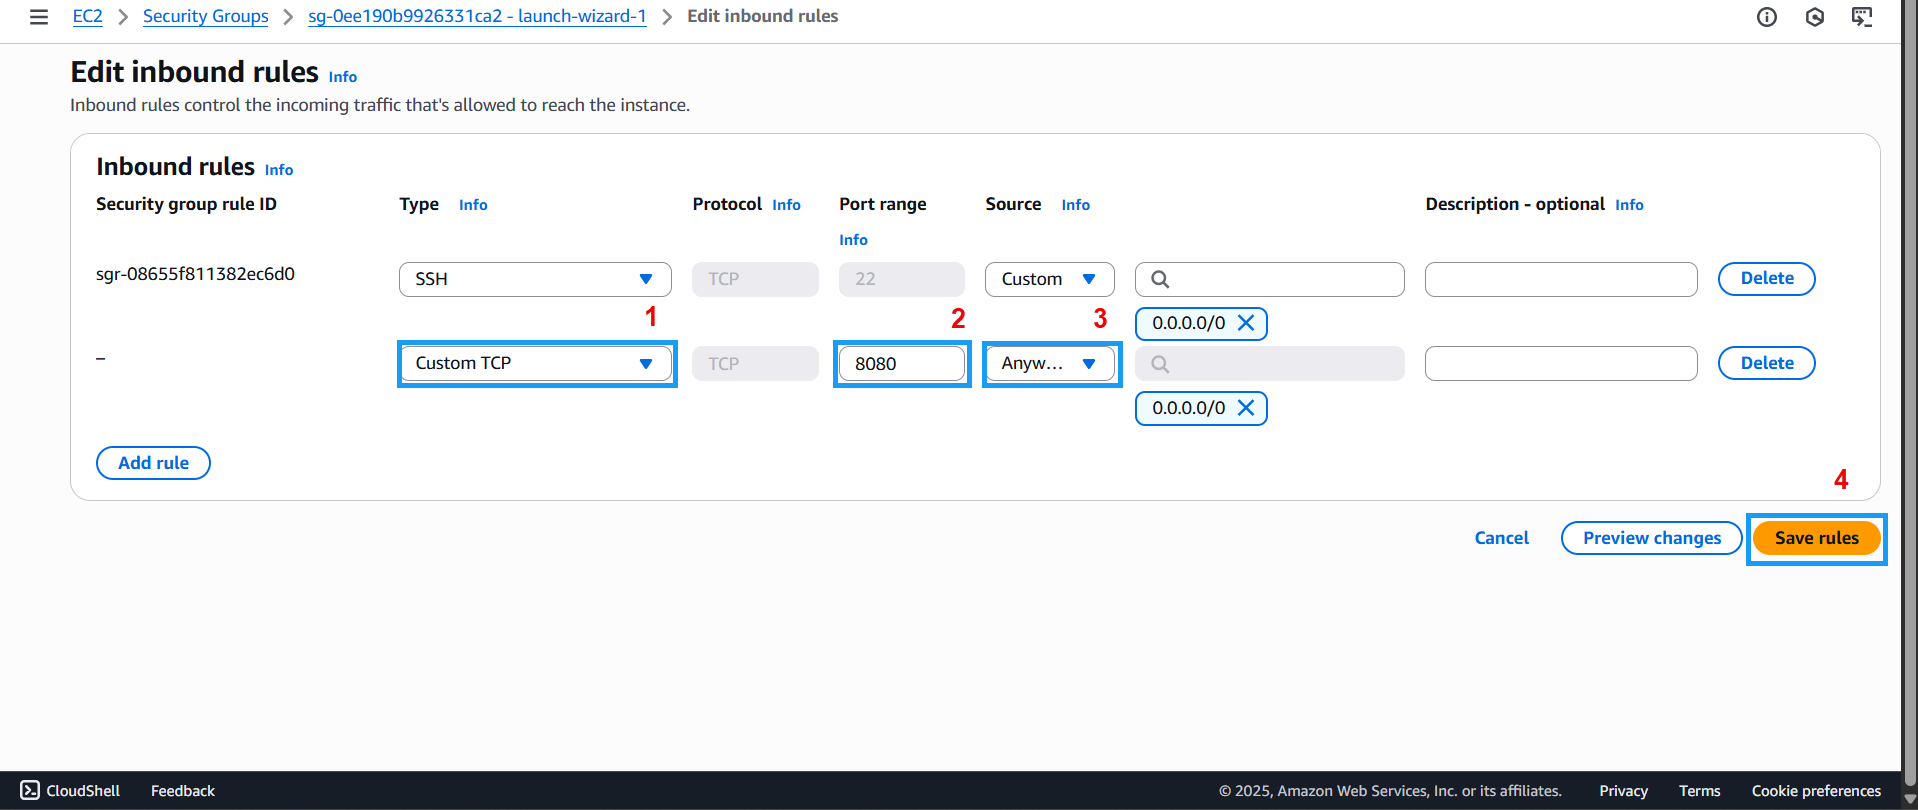 EC2 Security Groups sg-0ee190b9926331ca2 - launch-wizard-1 Edit inbound rules
Edit inbound rules Info
Inbound rules control the incoming traffic that's allowed to reach the instance.
Inbound rules Info
Security group rule ID Type Info Protocol Info Port range Source Info Description - optional Info
Info
sgr-08655f811382ec6d0 SSH TCP 22 Custom Delete
1 2 3 0.0.0.0/0
– Custom TCP TCP 8080 Anyw... Delete
0.0.0.0/0
Add rule
4
Cancel Preview changes Save rules
CloudShell Feedback © 2025, Amazon Web Services, Inc. or its affiliates. Privacy Terms Cookie preferences